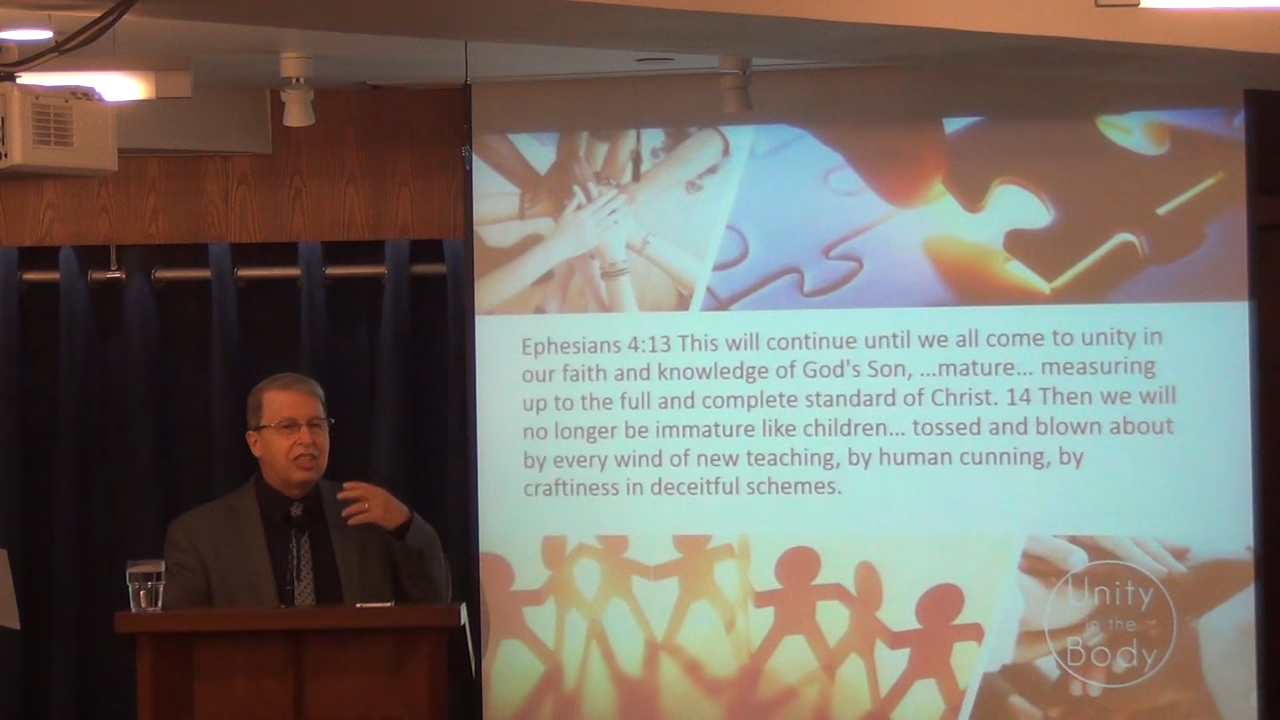 Ephesians 4:13 This will continue until we all come to unity in
our faith and knowledge of God's Son, ...mature... measuring
up to the full and complete standard of Christ. 14 Then we will
no longer be immature like children... tossed and blown about
by every wind of new teaching, by human cunning, by
craftiness in deceitful schemes.
Unity
in the
Body